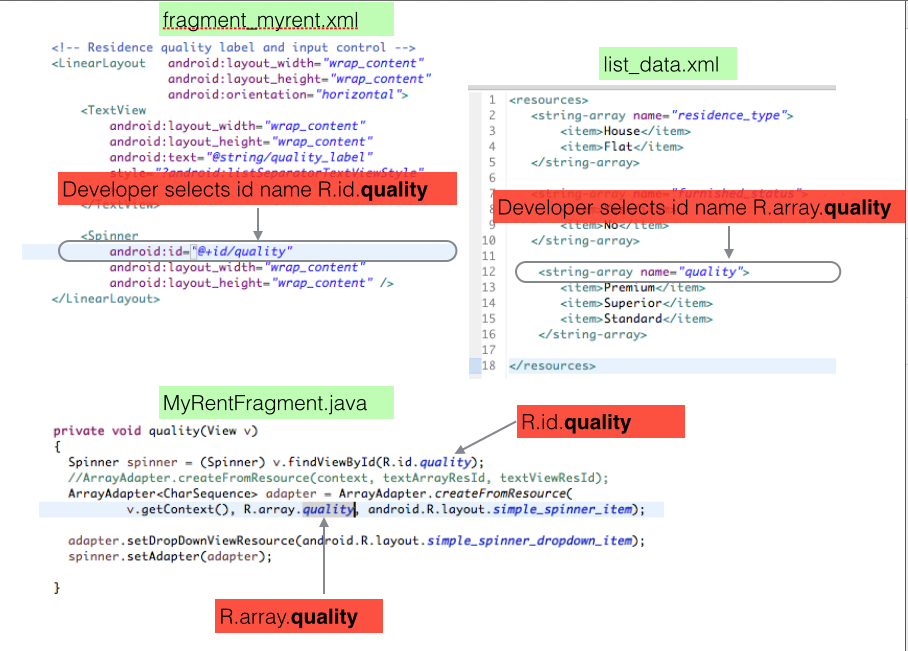 fragment_myrent.xml
<!-- Residence quality label and input control -->
<LinearLayout   android:layout_width="wrap_content"
                android:layout_height="wrap_content"
                android:orientation="horizontal">
    <TextView
        android:layout_width="wrap_content"
        android:layout_height="wrap_content"
        android:text="@string/quality_label"
        style="?android:listSeparatorTextViewStyle"
Developer selects id name R.id.quality
    </TextView>
    <Spinner
        android:id="@+id/quality"
        android:layout_width="wrap_content"
        android:layout_height="wrap_content" />
</LinearLayout>
list_data.xml
1 <resources>
2   <string-array name="residence_type">
3       <item>House</item>
4       <item>Flat</item>
5   </string-array>
6
7   <string-array name="furnished_status">
8
Developer selects id name R.array.quality
9       <item>No</item>
10   </string-array>
11
12    <string-array name="quality">
13       <item>Premium</item>
14       <item>Superior</item>
15       <item>Standard</item>
16    </string-array>
17
18 </resources>
MyRentFragment.java
private void quality(View v)
{
  Spinner spinner = (Spinner) v.findViewById(R.id.quality);
  //ArrayAdapter.createFromResource(context, textArrayResId, textViewResId);
  ArrayAdapter<CharSequence> adapter = ArrayAdapter.createFromResource(
          v.getContext(), R.array.quality, android.R.layout.simple_spinner_item);
  adapter.setDropDownViewResource(android.R.layout.simple_spinner_dropdown_item);
  spinner.setAdapter(adapter);
}
R.id.quality
R.array.quality